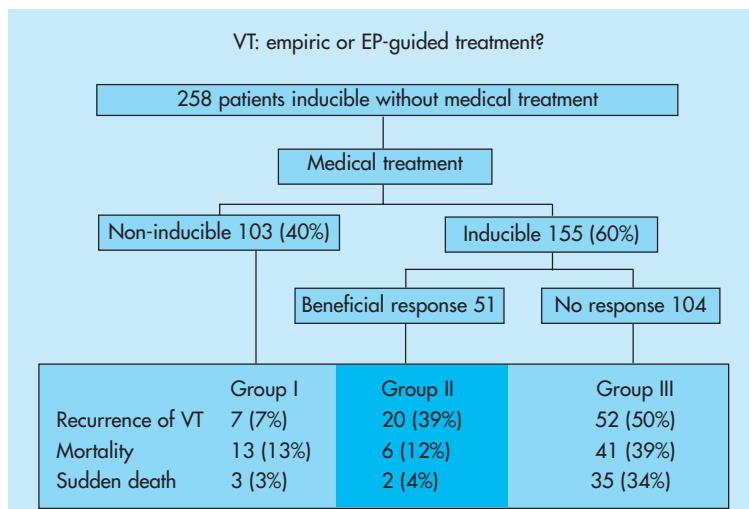 VT: empiric or EP-guided treatment?
258 patients inducible without medical treatment
Medical treatment
Non-inducible 103 (40%) Inducible 155 (60%)
Beneficial response 51 No response 104
Group I Group II Group III
Recurrence of VT 7 (7%) 20 (39%) 52 (50%)
Mortality 13 (13%) 6 (12%) 41 (39%)
Sudden death 3 (3%) 2 (4%) 35 (34%)